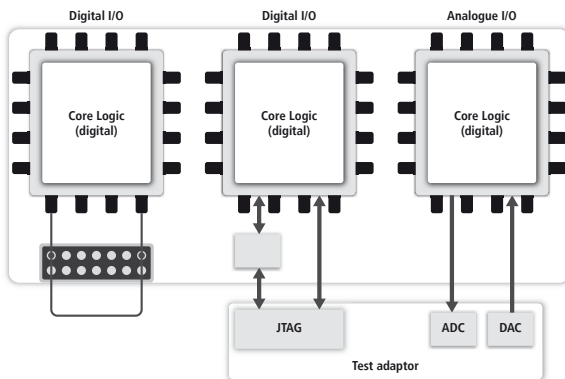 Digital I/O
Digital I/O
Analogue I/O
Core Logic
(digital)
Core Logic
(digital)
Core Logic
(digital)
JTAG
ADC
DAC
Test adaptor